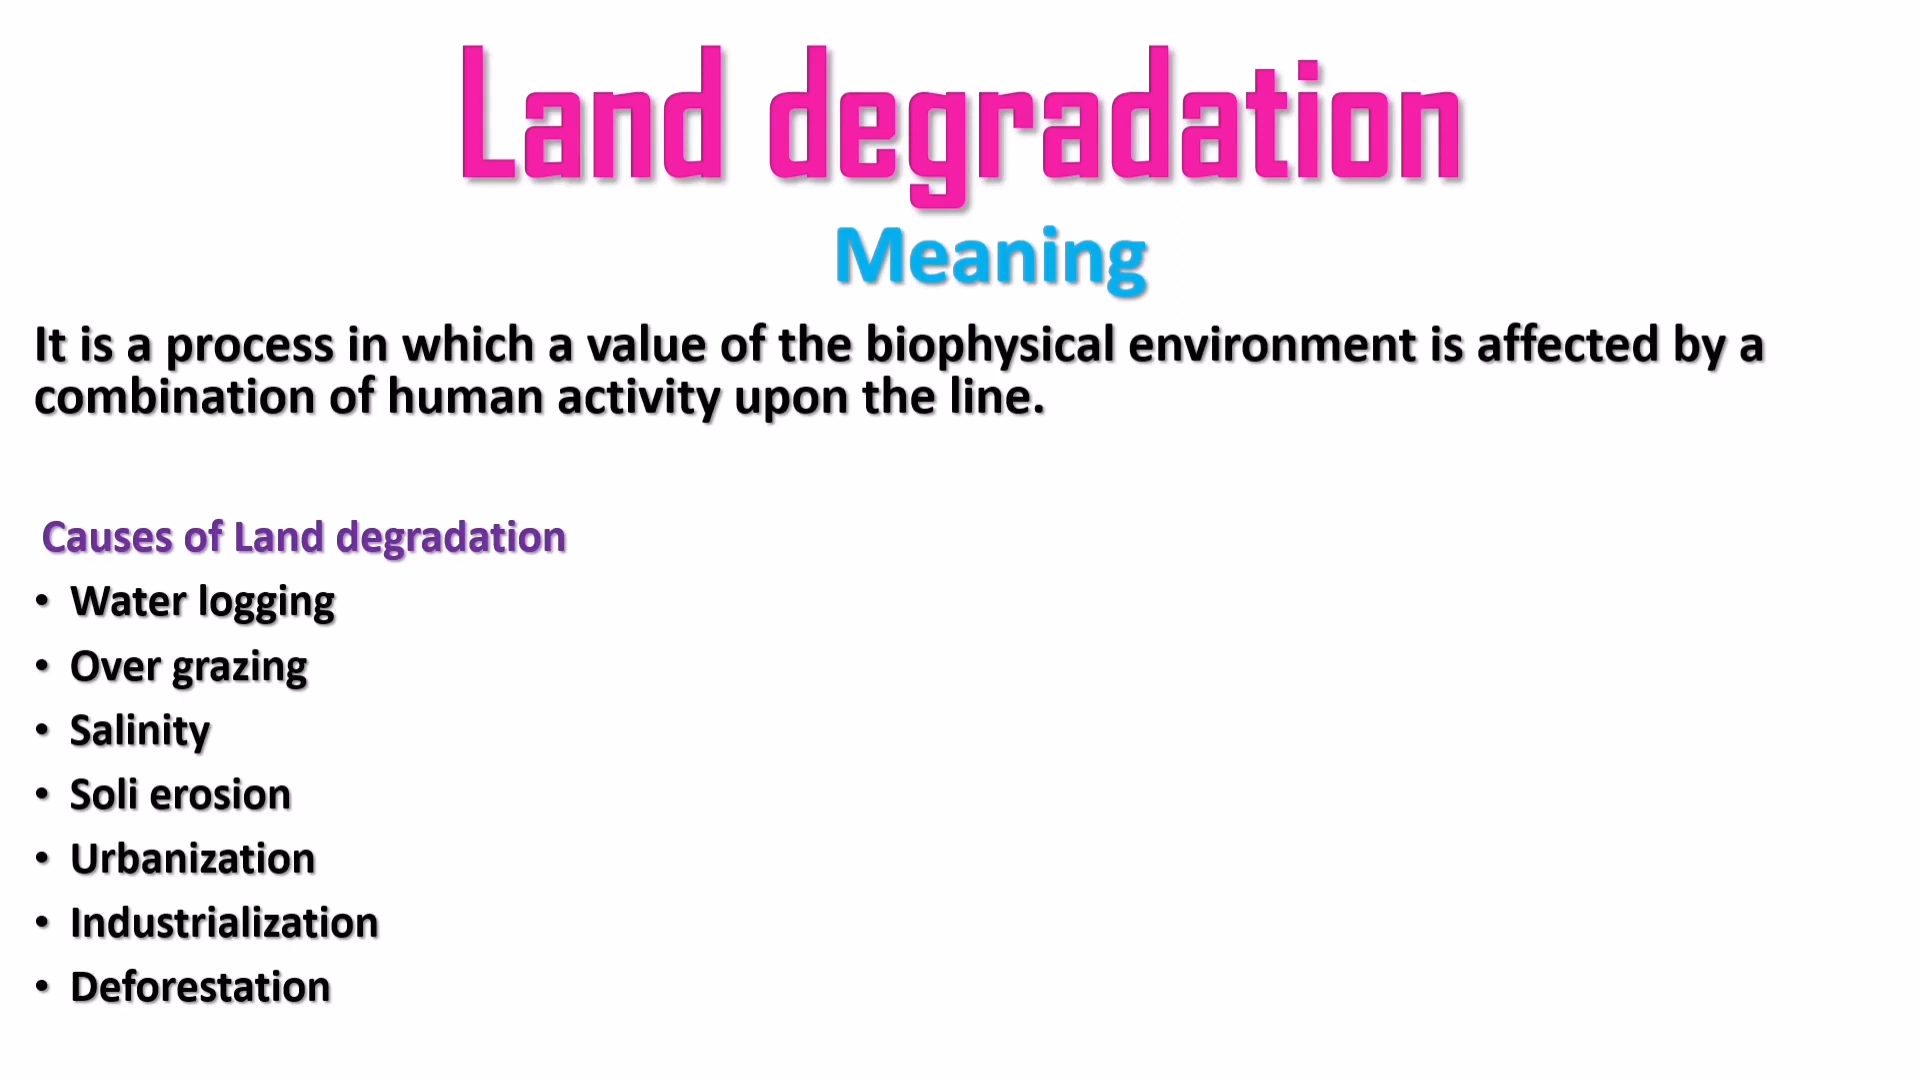 Land degradation
Meaning
It is a process in which a value of the biophysical environment is affected by a
combination of human activity upon the line.
Causes of Land degradation
• Water logging
• Over grazing
• Salinity
• Soli erosion
• Urbanization
• Industrialization
• Deforestation